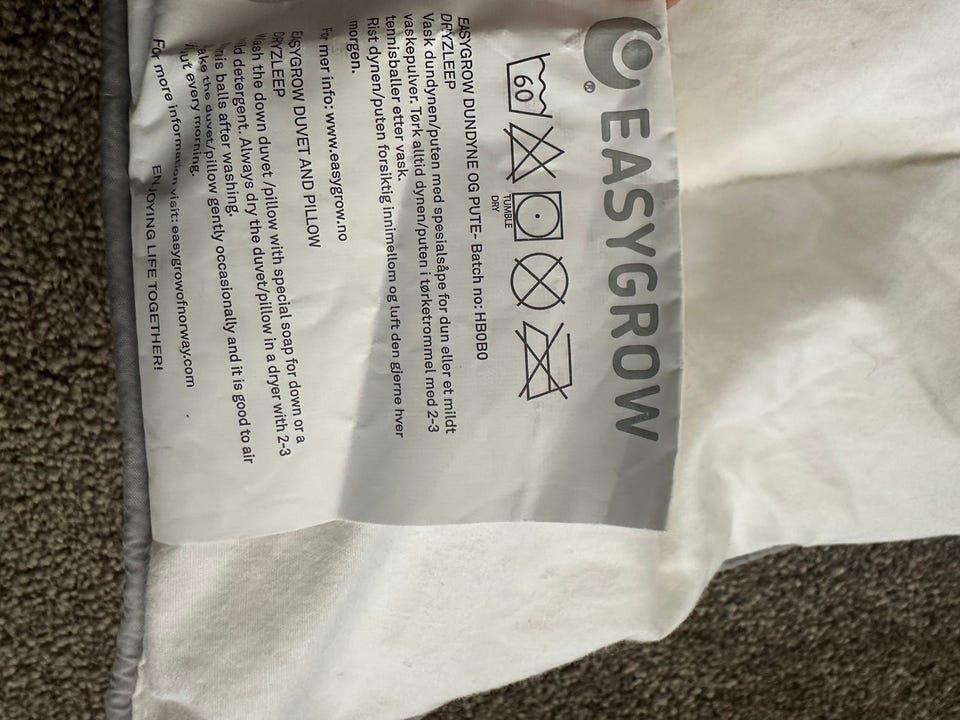 EASYGROW
60
TUMBLE
DRY
EASYGROW DUNDYNE OG PUTE- Batch no: HB0B0
DRYZLEEP
Vask dundynen/puten med spesialsåpe for dun eller et mildt
vaskepulver. Tørk alltid dynen/puten i tørketrommel med 2-3
tennisballer etter vask.
Rist dynen/puten forsiktig innimellom og luft den gjerne hver
morgen.
For mer info: www.easygrow.no
EASYGROW DUVET AND PILLOW
DRYZLEEP
Wash the down duvet /pillow with special soap for down or a
detergent. Always dry the duvet/pillow in a dryer with 2-3
balls after washing.
the duvet/pillow gently occasionally and it is good to air
every morning.
For more information visit: easygrowofnorway.com
ENJOYING LIFE TOGETHER!